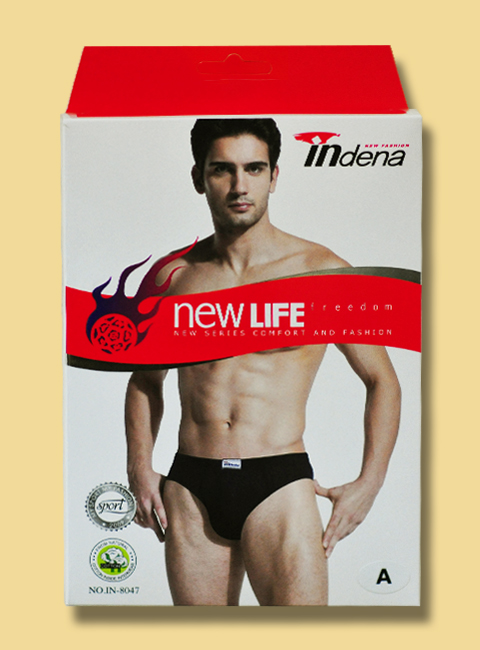 NEW FASHION
indena
new LIFE freedom
NEW SERIES COMFORT AND FASHION
sport
NO.IN-8047
A